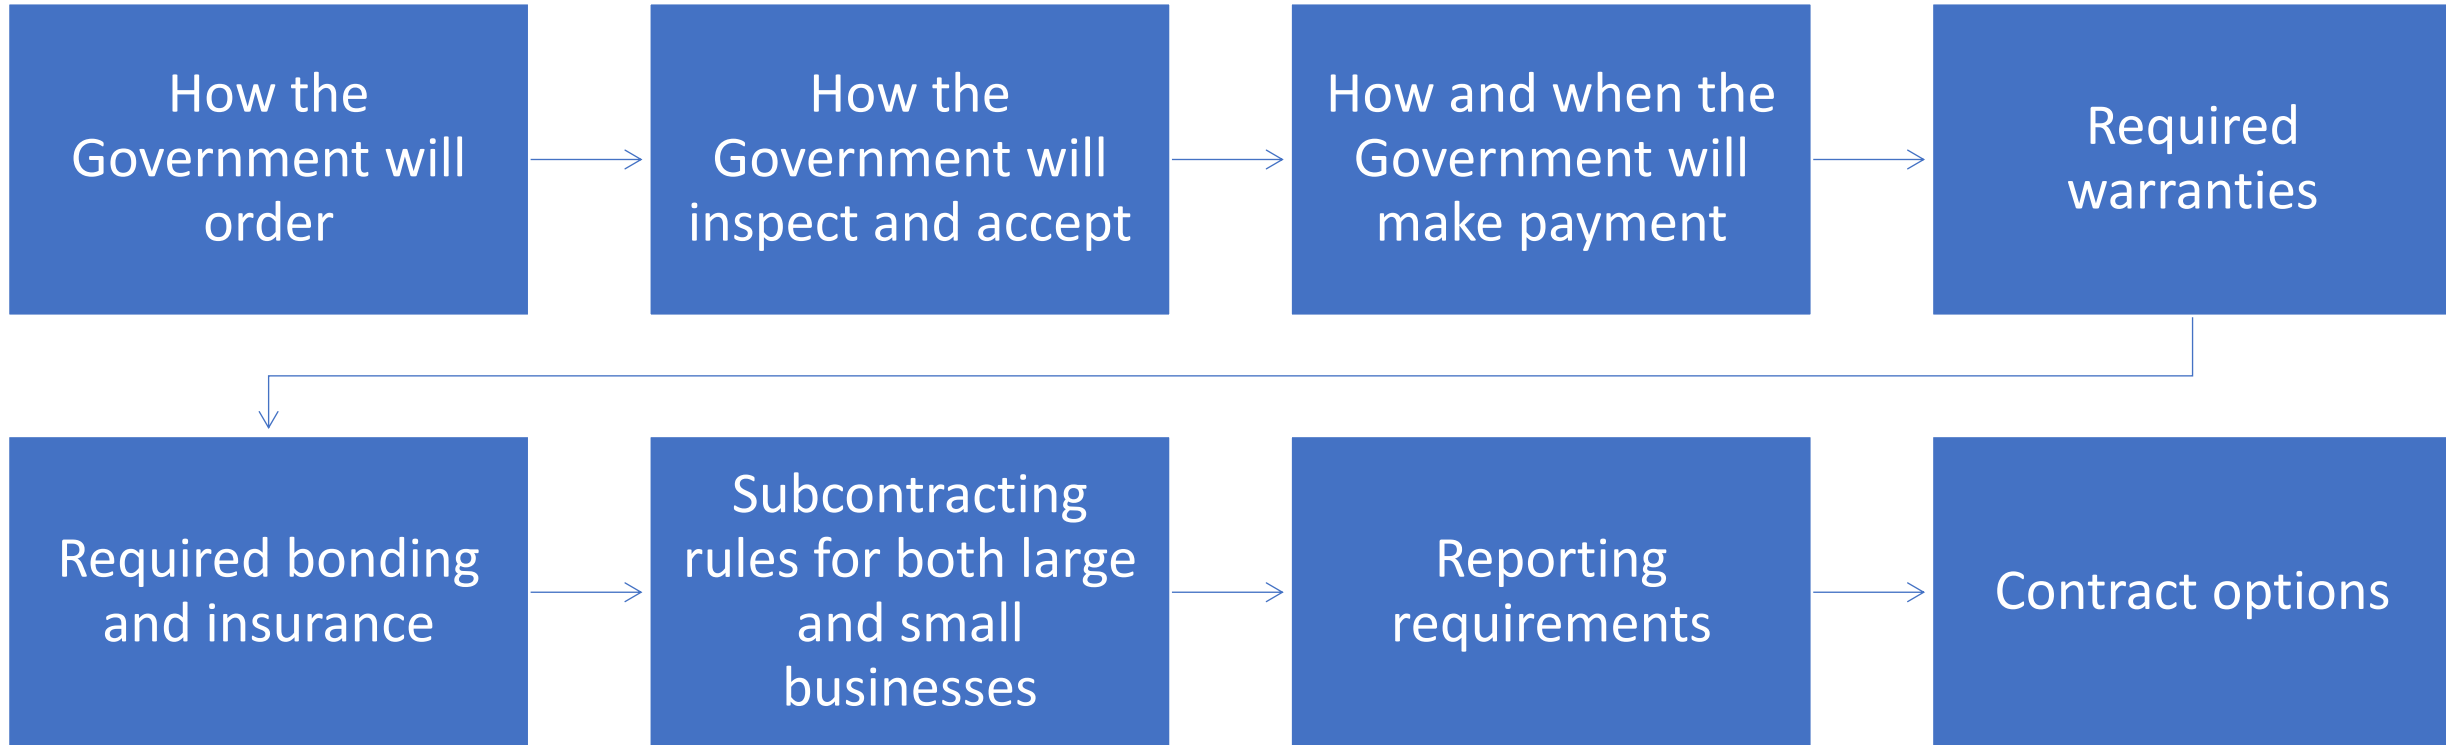 How the
Government will
order
How the
Government will
inspect and accept
How and when the
Government will
make payment
Required
warranties
Required bonding
and insurance
Subcontracting
rules for both large
and small
businesses
Reporting
requirements
Contract options